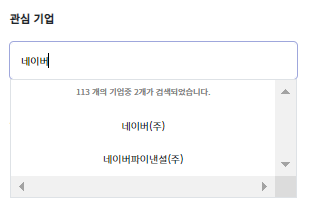 관심 기업
네이버
113 개의 기업중 2개가 검색되었습니다.
네이버(주)
네이버파이낸셜(주)